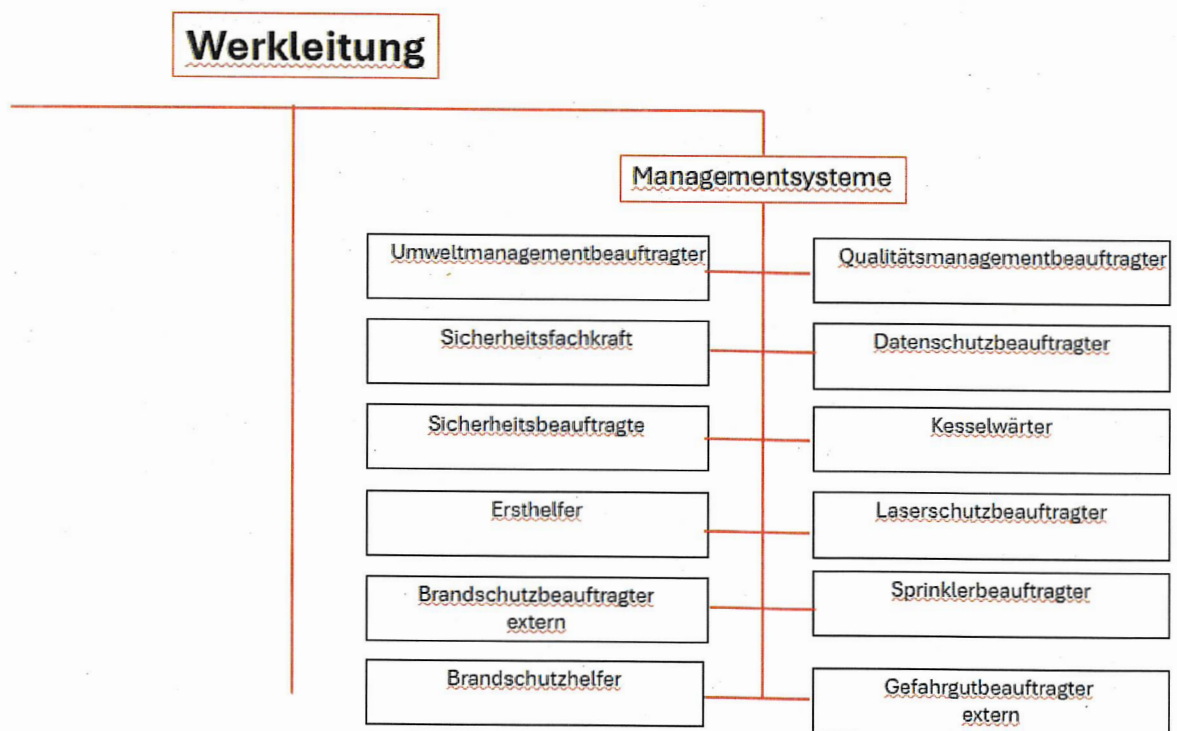 Werkleitung
Managementsysteme
Umweltmanagementbeauftragter
Qualitätsmanagementbeauftragter
Sicherheitsfachkraft
Datenschutzbeauftragter
Sicherheitsbeauftragte
Kesselwärter
Ersthelfer
Laserschutzbeauftragter
Brandschutzbeauftragter
extern
Sprinklerbeauftragter
Brandschutzhelfer
Gefahrgutbeauftragter
extern